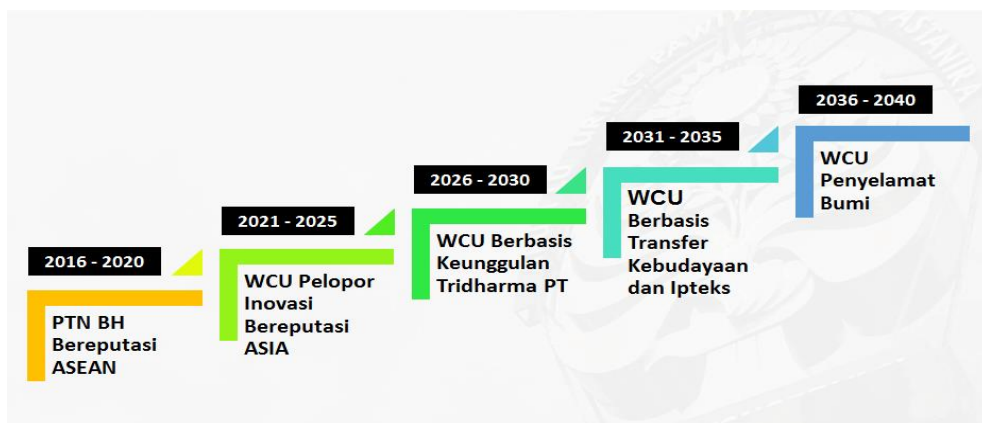 2016 - 2020
PTN BH
Bereputasi
ASEAN
2021 - 2025
WCU Pelopor
Inovasi
Bereputasi
ASIA
2026 - 2030
WCU Berbasis
Keunggulan
Tridharma PT
2031 - 2035
WCU
Berbasis
Transfer
Kebudayaan
dan Ipteks
2036 - 2040
WCU
Penyelamat
Bumi